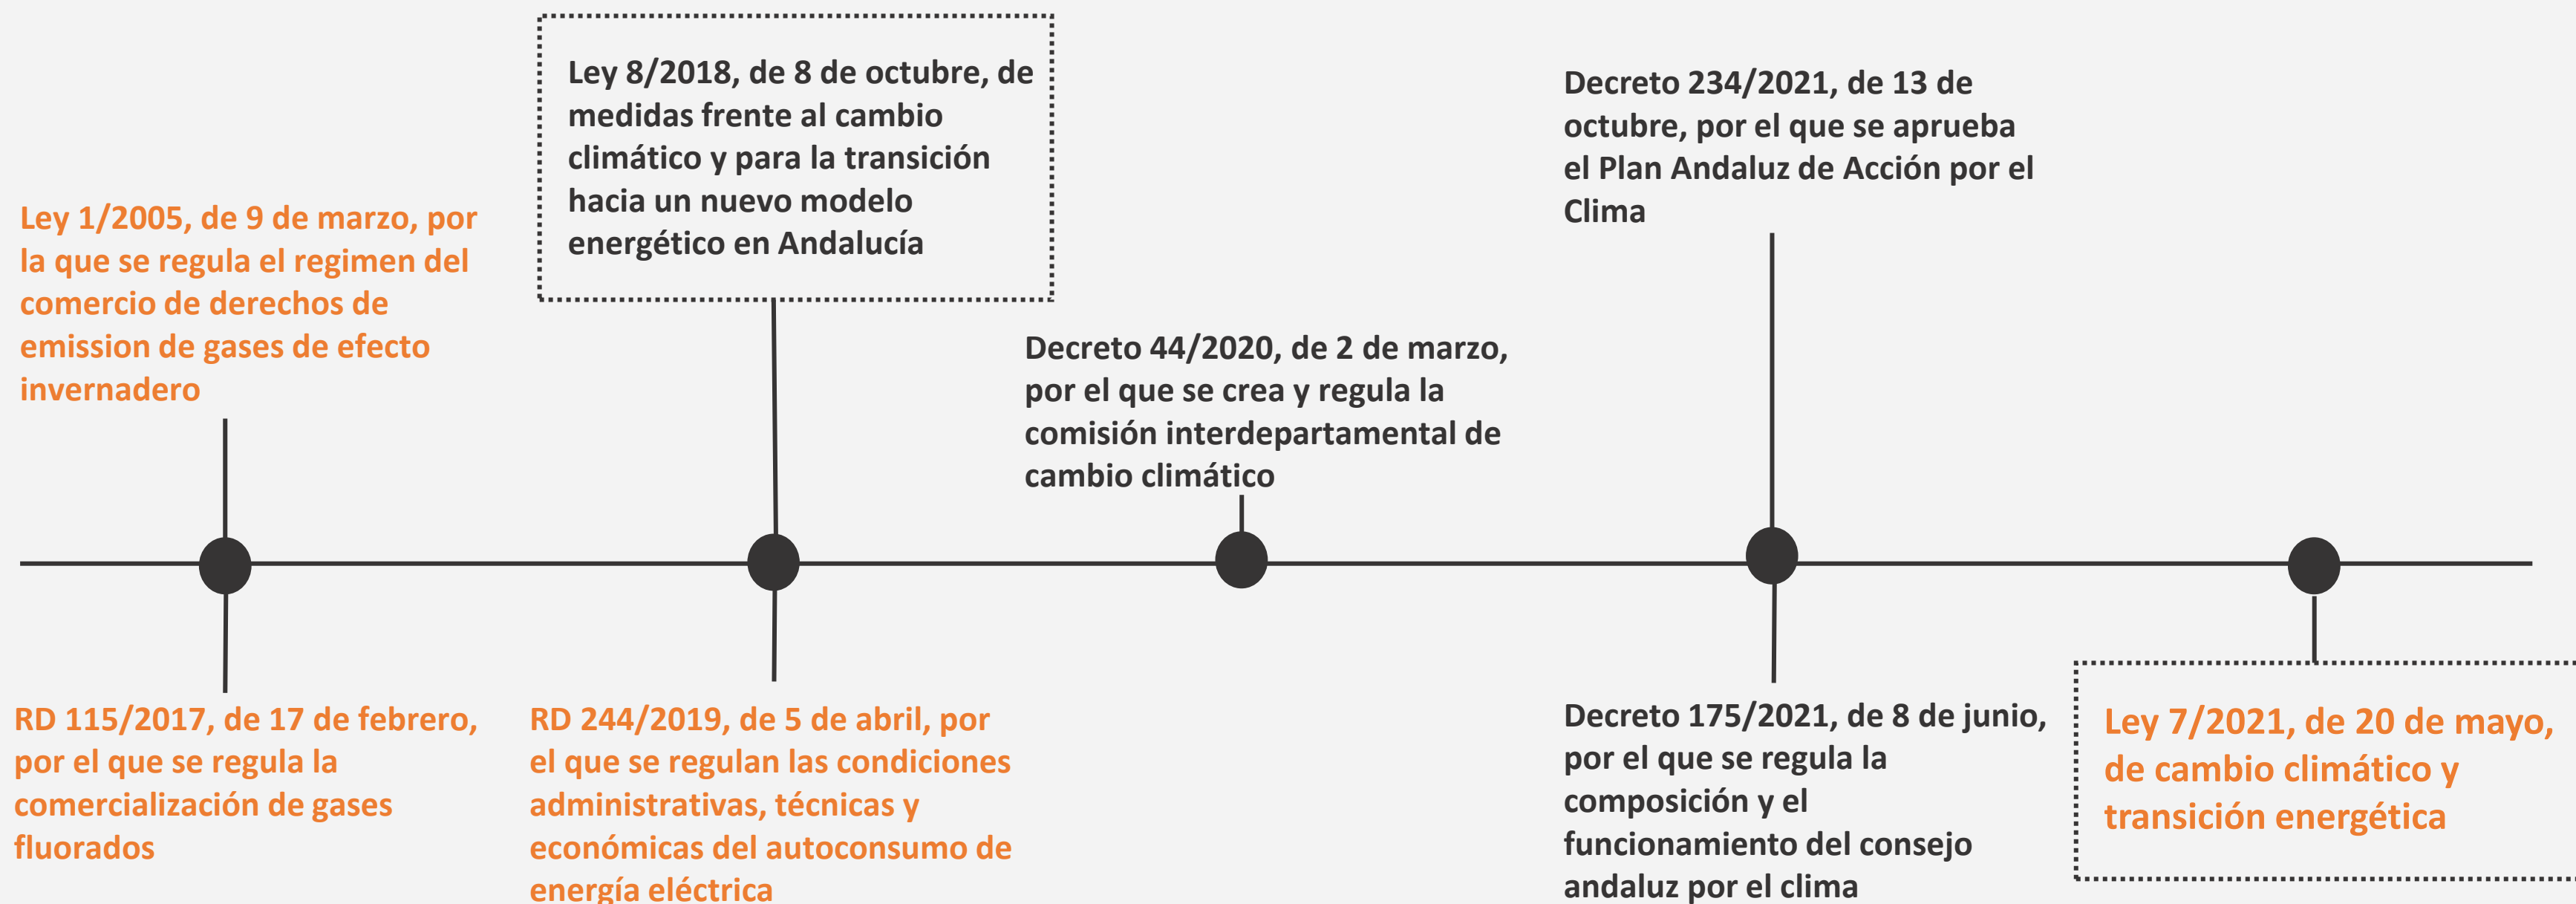 Ley 1/2005, de 9 de marzo, por
la que se regula el regimen del
comercio de derechos de
emission de gases de efecto
invernadero
Ley 8/2018, de 8 de octubre, de
medidas frente al cambio
climático y para la transición
hacia un nuevo modelo
energético en Andalucía
Decreto 44/2020, de 2 de marzo,
por el que se crea y regula la
comisión interdepartamental de
cambio climático
Decreto 234/2021, de 13 de
octubre, por el que se aprueba
el Plan Andaluz de Acción por el
Clima
RD 115/2017, de 17 de febrero,
por el que se regula la
comercialización de gases
fluorados
RD 244/2019, de 5 de abril, por
el que se regulan las condiciones
administrativas, técnicas y
económicas del autoconsumo de
energía eléctrica
Decreto 175/2021, de 8 de junio,
por el que se regula la
composición y el
funcionamiento del consejo
andaluz por el clima
Ley 7/2021, de 20 de mayo,
de cambio climático y
transición energética